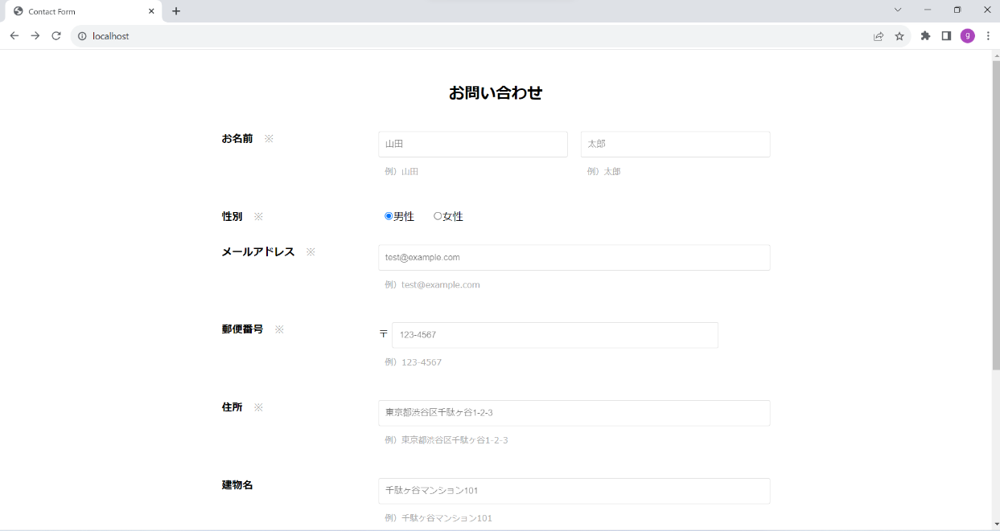 Contact Form
localhost
g
お問い合わせ
お名前 ※
山田 太郎
例）山田 例）太郎
性別 ※ 男性 女性
メールアドレス ※
test@example.com
例）test@example.com
郵便番号 ※
〒 123-4567
例）123-4567
住所 ※
東京都渋谷区千駄ヶ谷1-2-3
例）東京都渋谷区千駄ヶ谷1-2-3
建物名
千駄ヶ谷マンション101
例）千駄ヶ谷マンション101